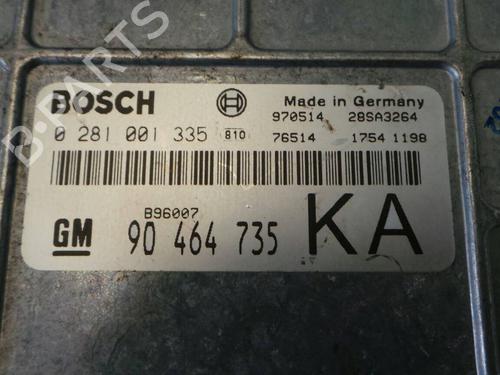 BOSCH
Made in Germany
970514 28SA3264
0 281 001 335 810
76514 1754 1198
B96007
GM 90 464 735 KA
B-PARTS